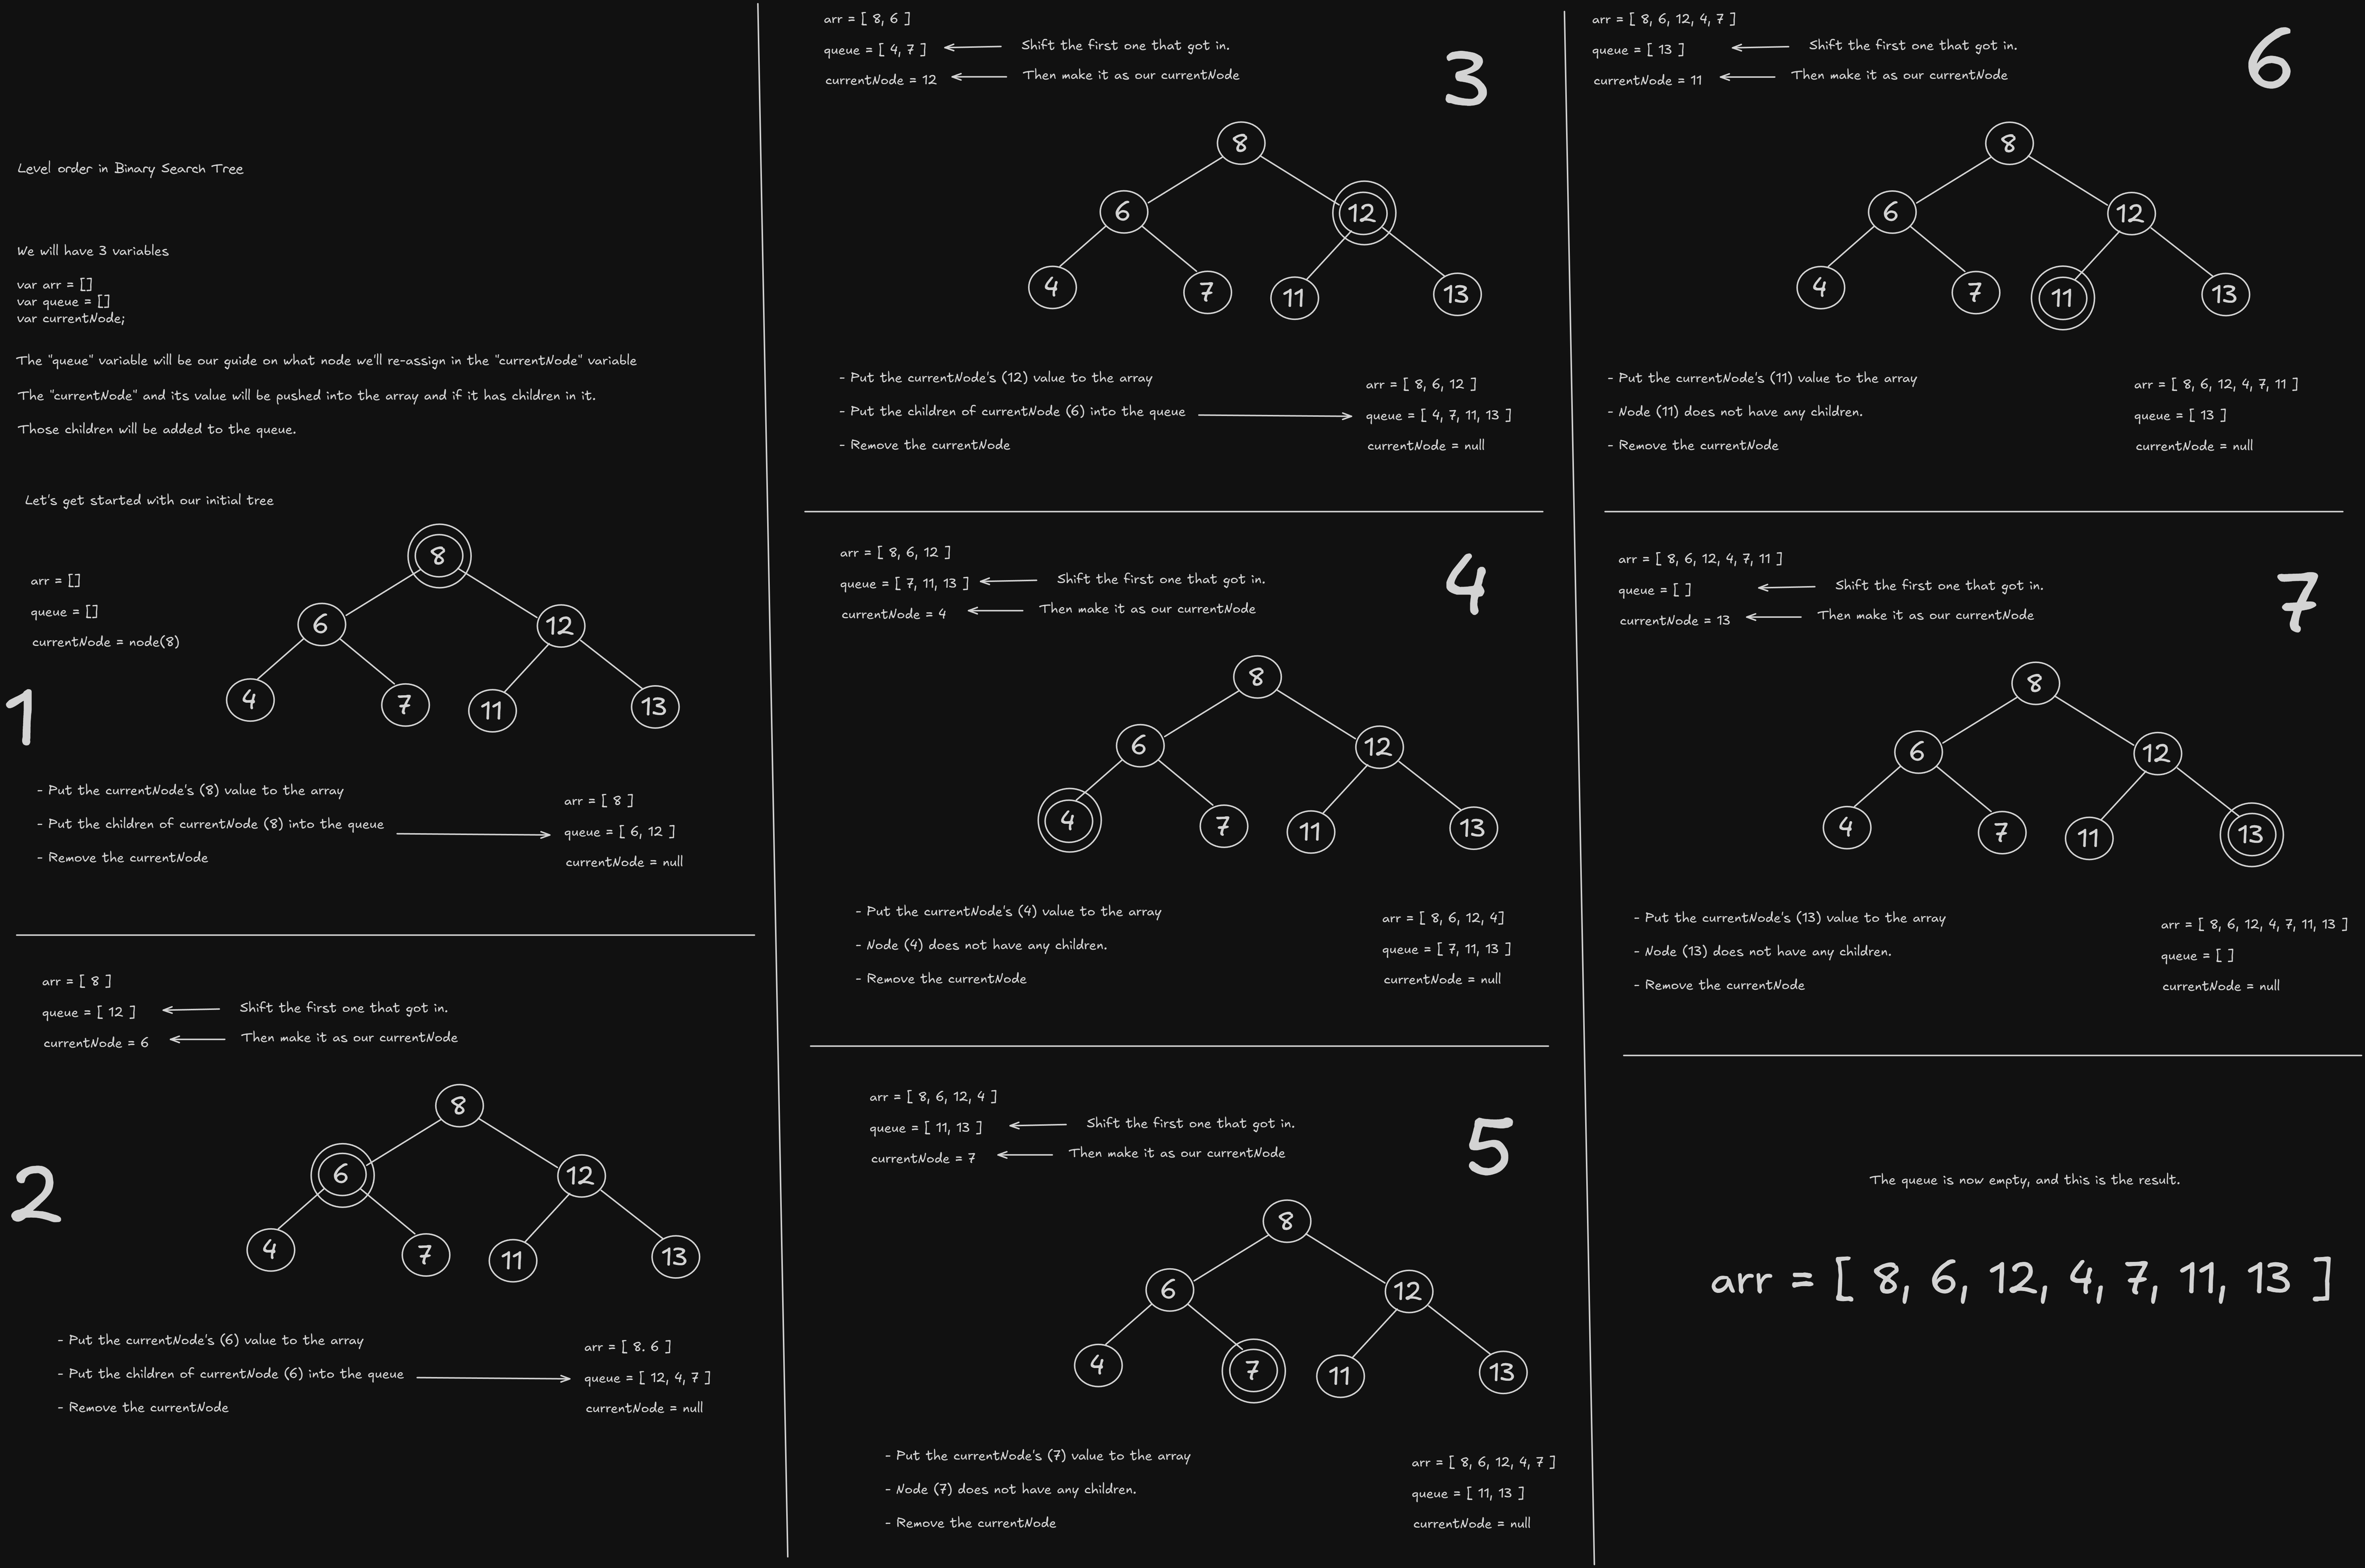 Level order in Binary Search Tree
We will have 3 variables
var arr = []
var queue = []
var currentNode;
The "queue" variable will be our guide on what node we'll re-assign in the "currentNode" variable
The "currentNode" and its value will be pushed into the array and if it has children in it.
Those children will be added to the queue.
Let's get started with our initial tree
1
arr = []
queue = []
currentNode = node(8)
8
6
12
4
7
11
13
- Put the currentNode's (8) value to the array
- Put the children of currentNode (8) into the queue
- Remove the currentNode
arr = [ 8 ]
queue = [ 6, 12 ]
currentNode = null
2
arr = [ 8 ]
queue = [ 12 ]
currentNode = 6
Shift the first one that got in.
Then make it as our currentNode
8
6
12
4
7
11
13
- Put the currentNode's (6) value to the array
- Put the children of currentNode (6) into the queue
- Remove the currentNode
arr = [ 8. 6 ]
queue = [ 12, 4, 7 ]
currentNode = null
3
arr = [ 8, 6 ]
queue = [ 4, 7 ]
currentNode = 12
Shift the first one that got in.
Then make it as our currentNode
8
6
12
4
7
11
13
- Put the currentNode's (12) value to the array
- Put the children of currentNode (6) into the queue
- Remove the currentNode
arr = [ 8, 6, 12 ]
queue = [ 4, 7, 11, 13 ]
currentNode = null
4
arr = [ 8, 6, 12 ]
queue = [ 7, 11, 13 ]
currentNode = 4
Shift the first one that got in.
Then make it as our currentNode
8
6
12
4
7
11
13
- Put the currentNode's (4) value to the array
- Node (4) does not have any children.
- Remove the currentNode
arr = [ 8, 6, 12, 4]
queue = [ 7, 11, 13 ]
currentNode = null
5
arr = [ 8, 6, 12, 4 ]
queue = [ 11, 13 ]
currentNode = 7
Shift the first one that got in.
Then make it as our currentNode
8
6
12
4
7
11
13
- Put the currentNode's (7) value to the array
- Node (7) does not have any children.
- Remove the currentNode
arr = [ 8, 6, 12, 4, 7 ]
queue = [ 11, 13 ]
currentNode = null
6
arr = [ 8, 6, 12, 4, 7 ]
queue = [ 13 ]
currentNode = 11
Shift the first one that got in.
Then make it as our currentNode
8
6
12
4
7
11
13
- Put the currentNode's (11) value to the array
- Node (11) does not have any children.
- Remove the currentNode
arr = [ 8, 6, 12, 4, 7, 11 ]
queue = [ 13 ]
currentNode = null
7
arr = [ 8, 6, 12, 4, 7, 11 ]
queue = [ ]
currentNode = 13
Shift the first one that got in.
Then make it as our currentNode
8
6
12
4
7
11
13
- Put the currentNode's (13) value to the array
- Node (13) does not have any children.
- Remove the currentNode
arr = [ 8, 6, 12, 4, 7, 11, 13 ]
queue = [ ]
currentNode = null
The queue is now empty, and this is the result.
arr = [ 8, 6, 12, 4, 7, 11, 13 ]